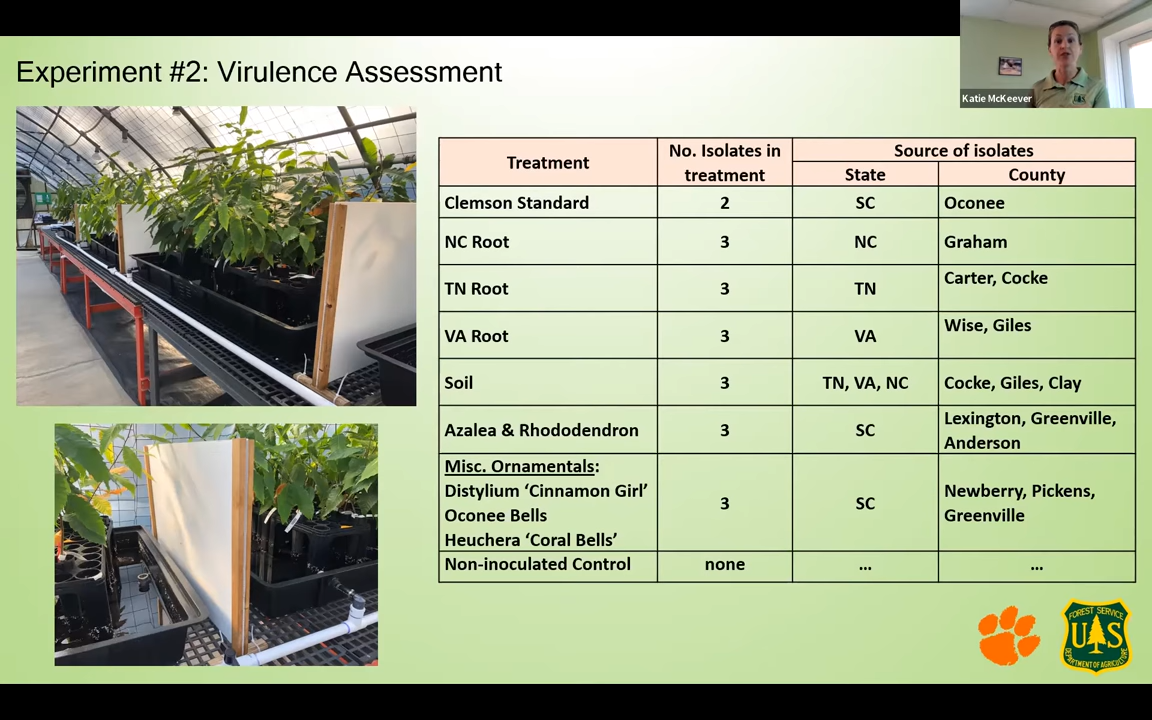 Experiment #2: Virulence Assessment
Katie McKeever
Treatment
No. Isolates in
treatment
Source of isolates
State
County
Clemson Standard
2
SC
Oconee
NC Root
3
NC
Graham
TN Root
3
TN
Carter, Cocke
VA Root
3
VA
Wise, Giles
Soil
3
TN, VA, NC
Cocke, Giles, Clay
Azalea & Rhododendron
3
SC
Lexington, Greenville,
Anderson
Misc. Ornamentals:
Distylium ‘Cinnamon Girl’
Oconee Bells
Heuchera ‘Coral Bells’
3
SC
Newberry, Pickens,
Greenville
Non-inoculated Control
none
...
...
FOREST SERVICE
U S
DEPARTMENT OF AGRICULTURE